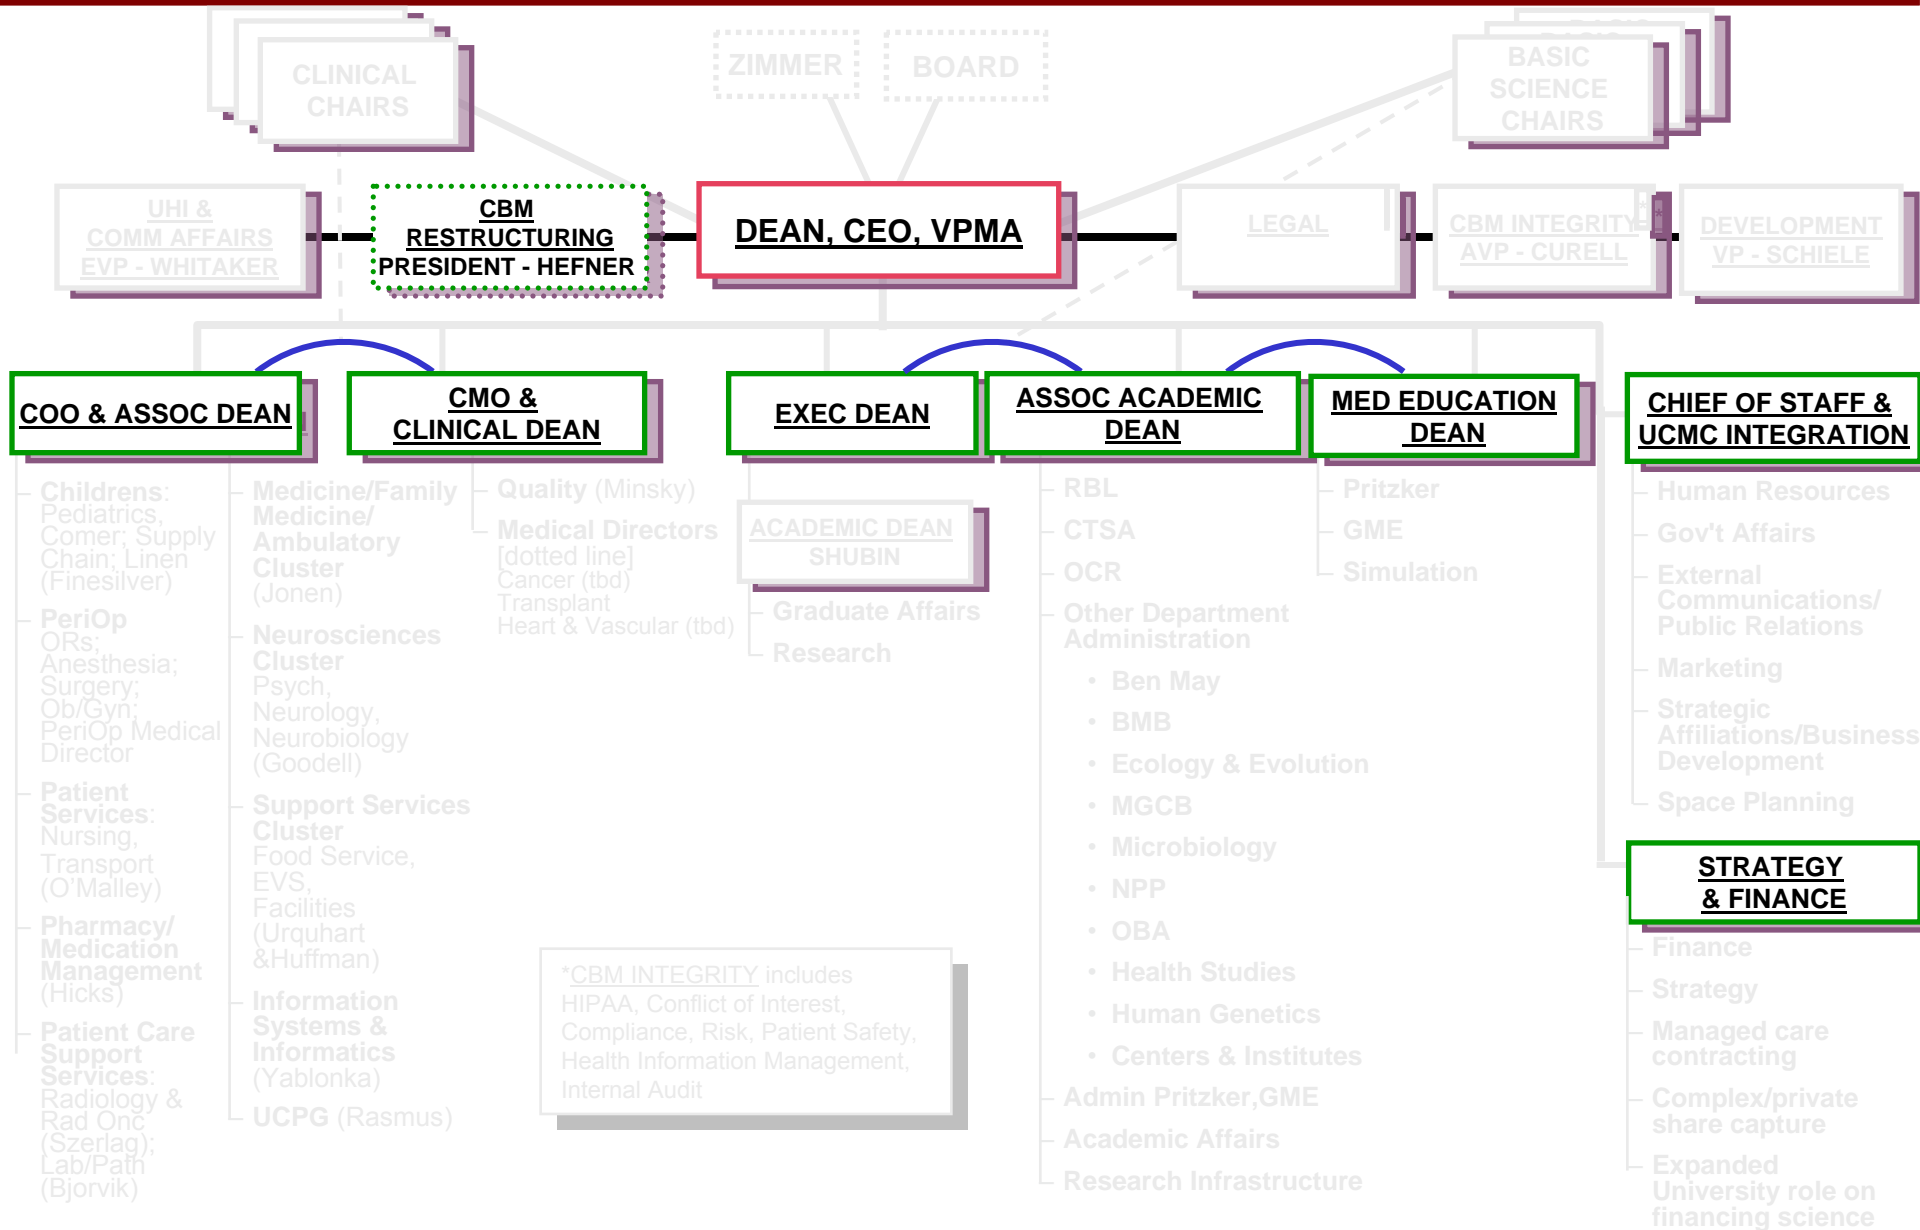 CLINICAL
CHAIRS
ZIMMER
BOARD
BASIC
SCIENCE
CHAIRS
UHI &
COMM AFFAIRS
EVP - WHITAKER
CBM
RESTRUCTURING
PRESIDENT - HEFNER
DEAN, CEO, VPMA
LEGAL
CBM INTEGRITY*
AVP - CURELL
DEVELOPMENT
VP - SCHIELE
COO & ASSOC DEAN
CMO &
CLINICAL DEAN
EXEC DEAN
ASSOC ACADEMIC
DEAN
MED EDUCATION
DEAN
CHIEF OF STAFF &
UCMC INTEGRATION
Childrens:
Pediatrics,
Comer; Supply
Chain; Linen
(Finesilver)
PeriOp
ORs;
Anesthesia;
Surgery;
Ob/Gyn;
PeriOp Medical
Director
Patient
Services:
Nursing,
Transport
(O'Malley)
Pharmacy/
Medication
Management
(Hicks)
Patient Care
Support
Services:
Radiology &
Rad Onc
(Szerlag);
Lab/Path
(Bjorvik)
Medicine/Family
Medicine/
Ambulatory
Cluster
(Jonen)
Neurosciences
Cluster
Psych,
Neurology,
Neurobiology
(Goodell)
Support Services
Cluster
Food Service,
EVS,
Facilities
(Urquhart
&Huffman)
Information
Systems &
Informatics
(Yablonka)
UCPG (Rasmus)
Quality (Minsky)
Medical Directors
[dotted line]
Cancer (tbd)
Transplant
Heart & Vascular (tbd)
ACADEMIC DEAN
SHUBIN
Graduate Affairs
Research
*CBM INTEGRITY includes
HIPAA, Conflict of Interest,
Compliance, Risk, Patient Safety,
Health Information Management,
Internal Audit
RBL
CTSA
OCR
Other Department
Administration
• Ben May
• BMB
• Ecology & Evolution
• MGCB
• Microbiology
• NPP
• OBA
• Health Studies
• Human Genetics
• Centers & Institutes
Admin Pritzker,GME
Academic Affairs
Research Infrastructure
Pritzker
GME
Simulation
Human Resources
Gov't Affairs
External
Communications/
Public Relations
Marketing
Strategic
Affiliations/Business
Development
Space Planning
STRATEGY
& FINANCE
Finance
Strategy
Managed care
contracting
Complex/private
share capture
Expanded
University role on
financing science